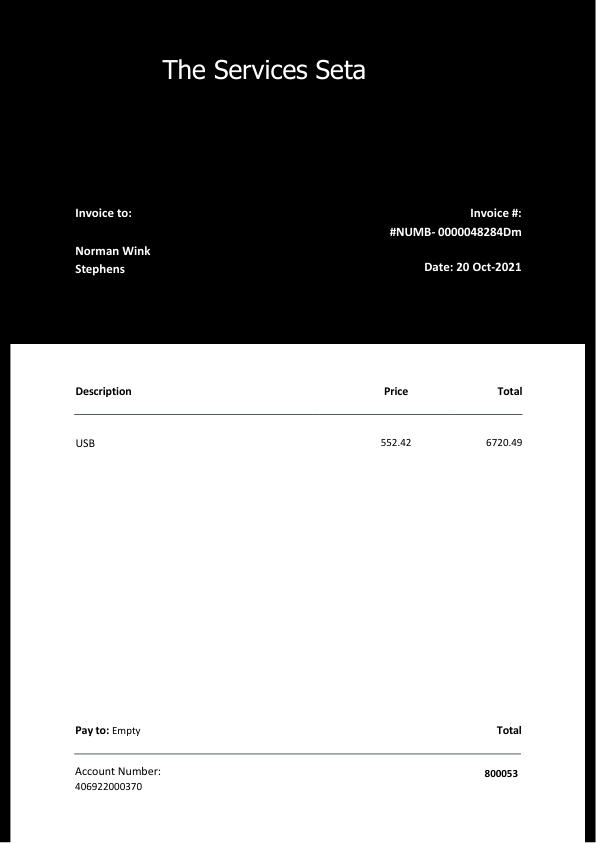 The Services Seta
Invoice to:
Invoice #:
#NUMB- 0000048284Dm
Norman Wink
Stephens
Date: 20 Oct-2021
Description Price Total
USB 552.42 6720.49
Pay to: Empty Total
Account Number:
406922000370
800053